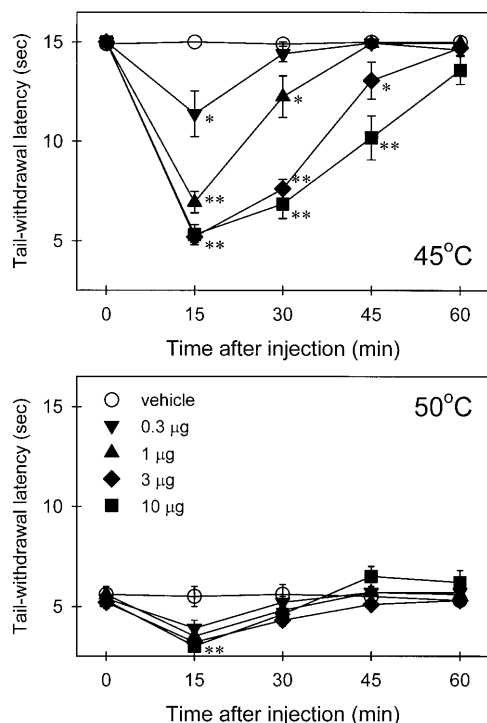 15
10
5
Tail-withdrawal latency (sec)
*
**
**
*
**
**
*
**
45°C
0 15 30 45 60
Time after injection (min)
15
10
5
Tail-withdrawal latency (sec)
50°C
vehicle
0.3 μg
1 μg
3 μg
10 μg
**
0 15 30 45 60
Time after injection (min)